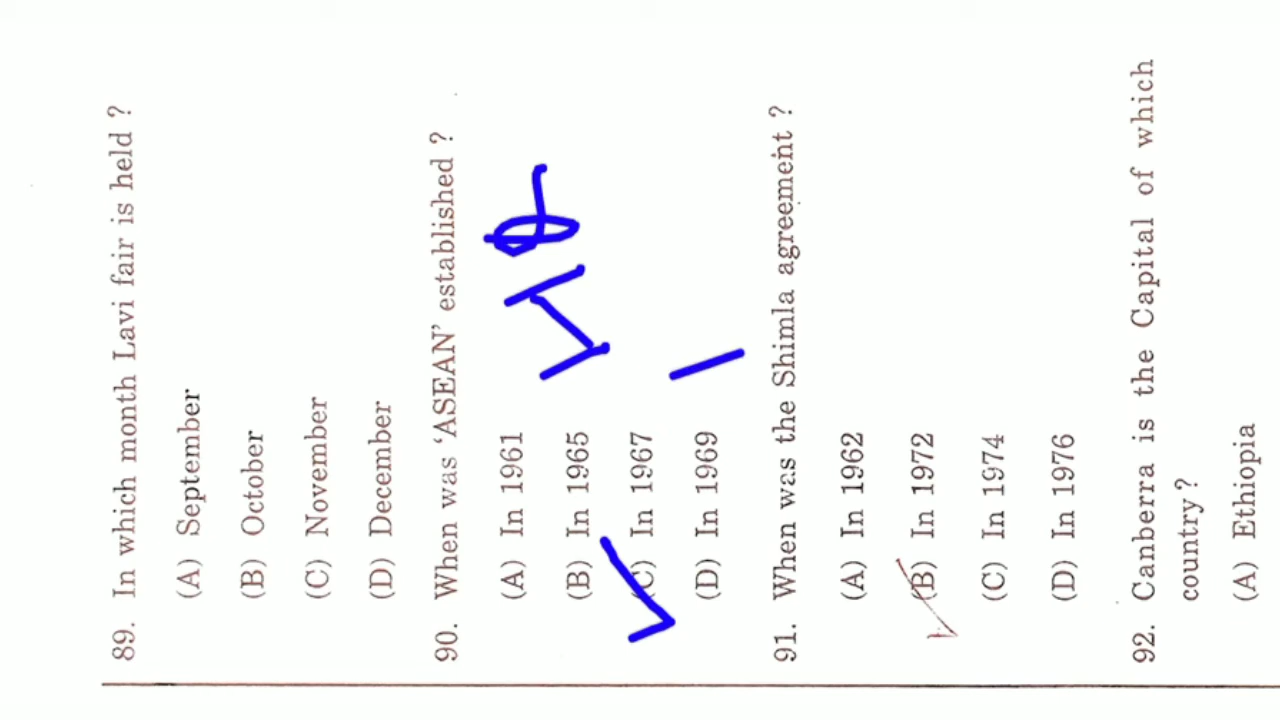 89. In which month Lavi fair is held ?
(A) September
(B) October
(C) November
(D) December
90. When was ‘ASEAN’ established ?
(A) In 1961
(B) In 1965
(C) In 1967
(D) In 1969
91. When was the Shimla agreement ?
(A) In 1962
(B) In 1972
(C) In 1974
(D) In 1976
92. Canberra is the Capital of which
country ?
(A) Ethiopia